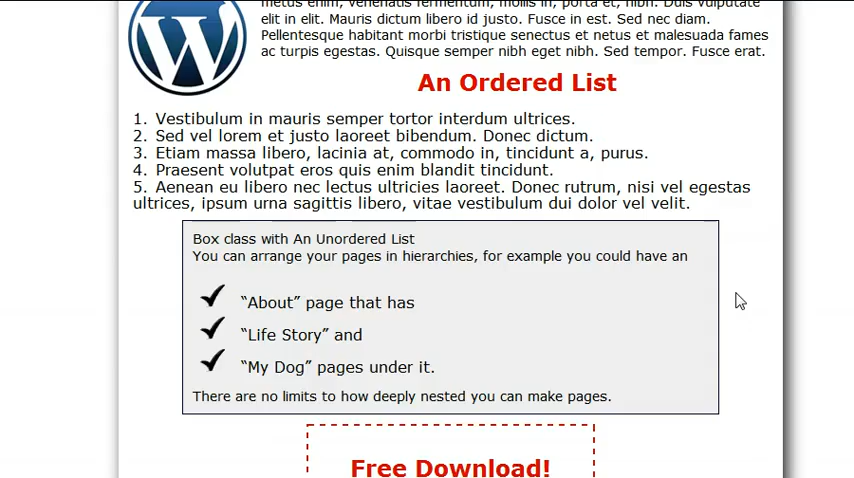 metus enim, venenatis fermentum, mollis in, porta et, nibh. Duis vulputate
elit in elit. Mauris dictum libero id justo. Fusce in est. Sed nec diam.
Pellentesque habitant morbi tristique senectus et netus et malesuada fames
ac turpis egestas. Quisque semper nibh eget nibh. Sed tempor. Fusce erat.
An Ordered List
1. Vestibulum in mauris semper tortor interdum ultrices.
2. Sed vel lorem et justo laoreet bibendum. Donec dictum.
3. Etiam massa libero, lacinia at, commodo in, tincidunt a, purus.
4. Praesent volutpat eros quis enim blandit tincidunt.
5. Aenean eu libero nec lectus ultricies laoreet. Donec rutrum, nisi vel egestas
ultrices, ipsum urna sagittis libero, vitae vestibulum dui dolor vel velit.
Box class with An Unordered List
You can arrange your pages in hierarchies, for example you could have an
“About” page that has
“Life Story” and
“My Dog” pages under it.
There are no limits to how deeply nested you can make pages.
Free Download!